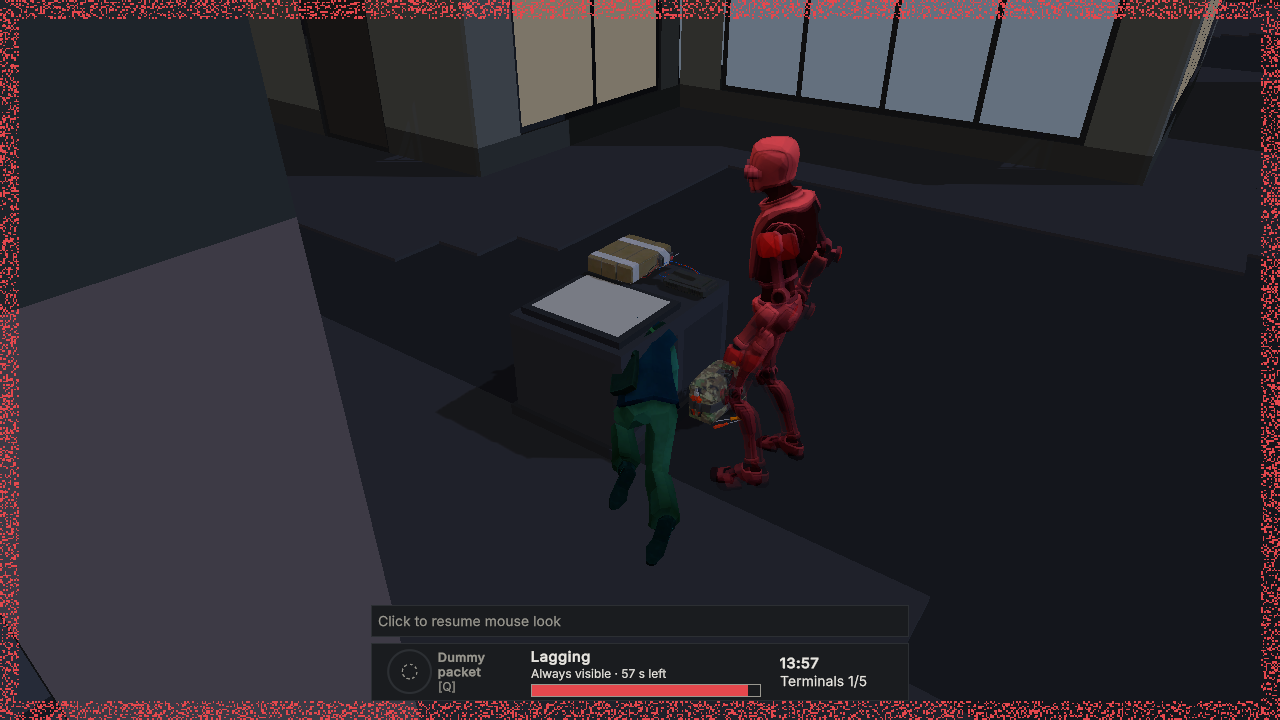 Click to resume mouse look
Dummy
packet
[Q]
Lagging
Always visible · 57 s left
13:57
Terminals 1/5